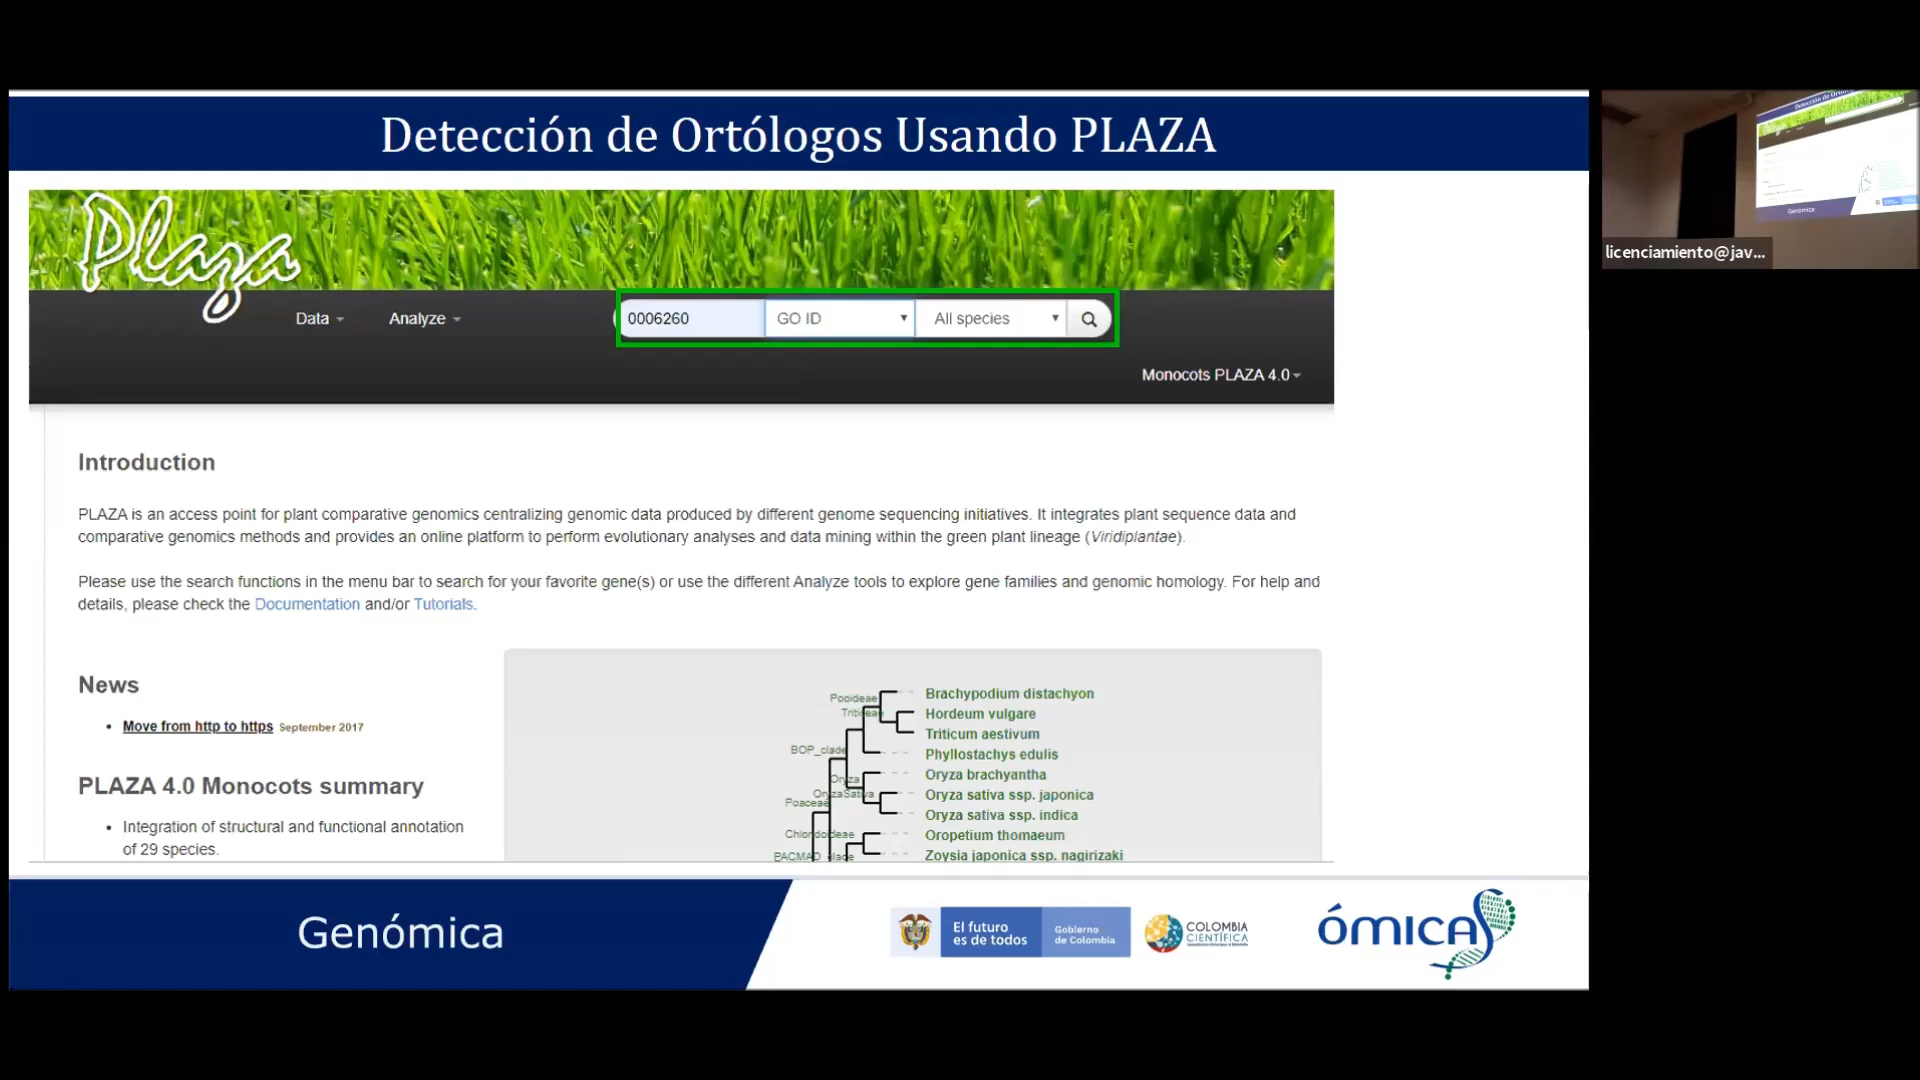 Detección de Ortólogos Usando PLAZA
Plaza
Data
Analyze
0006260
GO ID
All species
Monocots PLAZA 4.0
Introduction
PLAZA is an access point for plant comparative genomics centralizing genomic data produced by different genome sequencing initiatives. It integrates plant sequence data and
comparative genomics methods and provides an online platform to perform evolutionary analyses and data mining within the green plant lineage (Viridiplantae).
Please use the search functions in the menu bar to search for your favorite gene(s) or use the different Analyze tools to explore gene families and genomic homology. For help and
details, please check the Documentation and/or Tutorials.
News
• Move from http to https September 2017
PLAZA 4.0 Monocots summary
• Integration of structural and functional annotation
of 29 species.
Pooideae
BOP_clade
Oryza
OryzaSativa
Poaceae
Chloridoideae
PACMAD_clade
Brachypodium distachyon
Hordeum vulgare
Triticum aestivum
Phyllostachys edulis
Oryza brachyantha
Oryza sativa ssp. japonica
Oryza sativa ssp. indica
Oropetium thomaeum
Zoysia japonica ssp. nagirizaki
Genómica
El futuro
es de todos
Gobierno
de Colombia
COLOMBIA
CIENTÍFICA
ÓMICAS
licenciamiento@jav...
Genómica